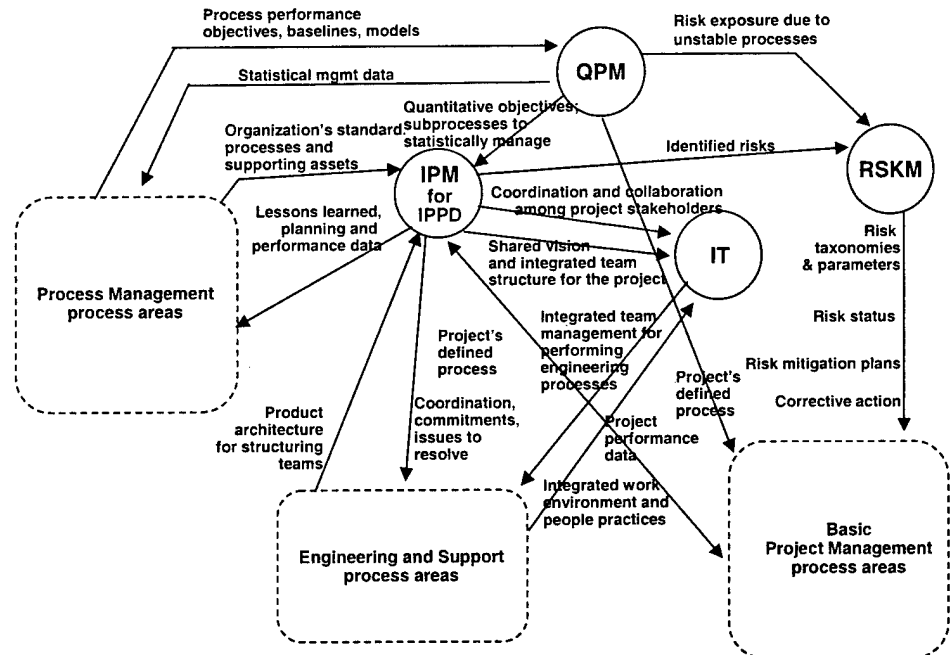 Process performance
objectives, baselines, models
Risk exposure due to
unstable processes
QPM
Statistical mgmt data
Quantitative objectives;
subprocesses to
statistically manage
Organization's standard
processes and
supporting assets
Identified risks
IPM
for
IPPD
RSKM
Coordination and collaboration
among project stakeholders
Lessons learned,
planning and
performance data
Shared vision
and integrated team
structure for the project
IT
Risk
taxonomies
& parameters
Process Management
process areas
Risk status
Integrated team
management for
performing
engineering
processes
Project's
defined
process
Risk mitigation plans
Project's
defined
process
Corrective action
Product
architecture
for structuring
teams
Coordination,
commitments,
issues to
resolve
Project
performance
data
Integrated work
environment and
people practices
Engineering and Support
process areas
Basic
Project Management
process areas